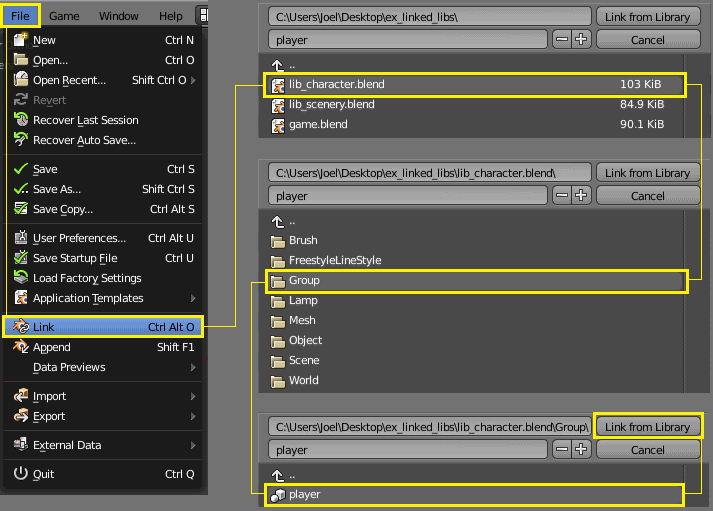 File Game Window Help
New Ctrl N
Open... Ctrl O
Open Recent... Shift Ctrl O
Revert
Recover Last Session
Recover Auto Save...
Save Ctrl S
Save As... Shift Ctrl S
Save Copy... Ctrl Alt S
User Preferences... Ctrl Alt U
Save Startup File Ctrl U
Load Factory Settings
Application Templates
Link Ctrl Alt O
Append Shift F1
Data Previews
Import
Export
External Data
Quit Ctrl Q
C:\Users\Joel\Desktop\ex_linked_libs\ Link from Library
player Cancel
..
lib_character.blend 103 KiB
lib_scenery.blend 84.9 KiB
game.blend 90.1 KiB
C:\Users\Joel\Desktop\ex_linked_libs\lib_character.blend\ Link from Library
player Cancel
..
Brush
FreestyleLineStyle
Group
Lamp
Mesh
Object
Scene
World
C:\Users\Joel\Desktop\ex_linked_libs\lib_character.blend\Group\ Link from Library
player Cancel
..
player